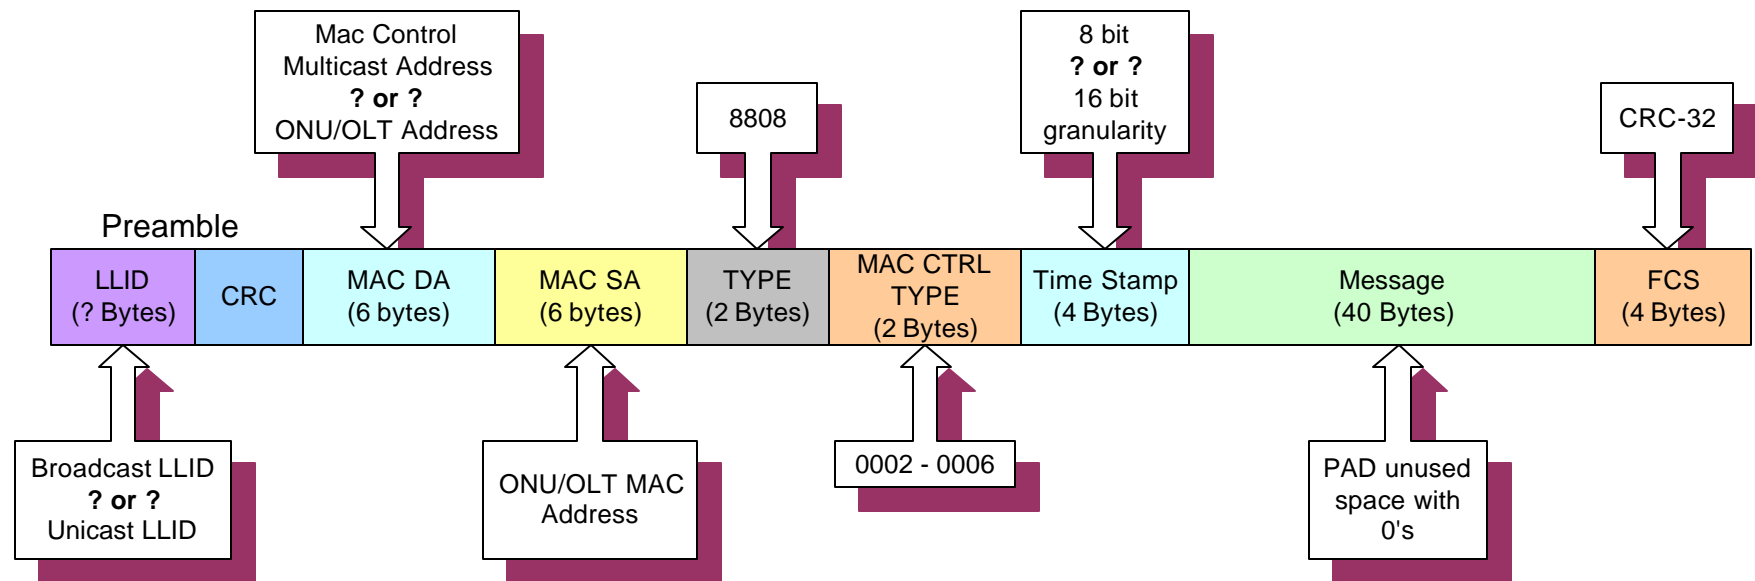 Mac Control
Multicast Address
? or ?
ONU/OLT Address
8808
8 bit
? or ?
16 bit
granularity
CRC-32
Preamble
LLID
(? Bytes)
CRC
MAC DA
(6 bytes)
MAC SA
(6 bytes)
TYPE
(2 Bytes)
MAC CTRL
TYPE
(2 Bytes)
Time Stamp
(4 Bytes)
Message
(40 Bytes)
FCS
(4 Bytes)
Broadcast LLID
? or ?
Unicast LLID
ONU/OLT MAC
Address
0002 - 0006
PAD unused
space with
0's